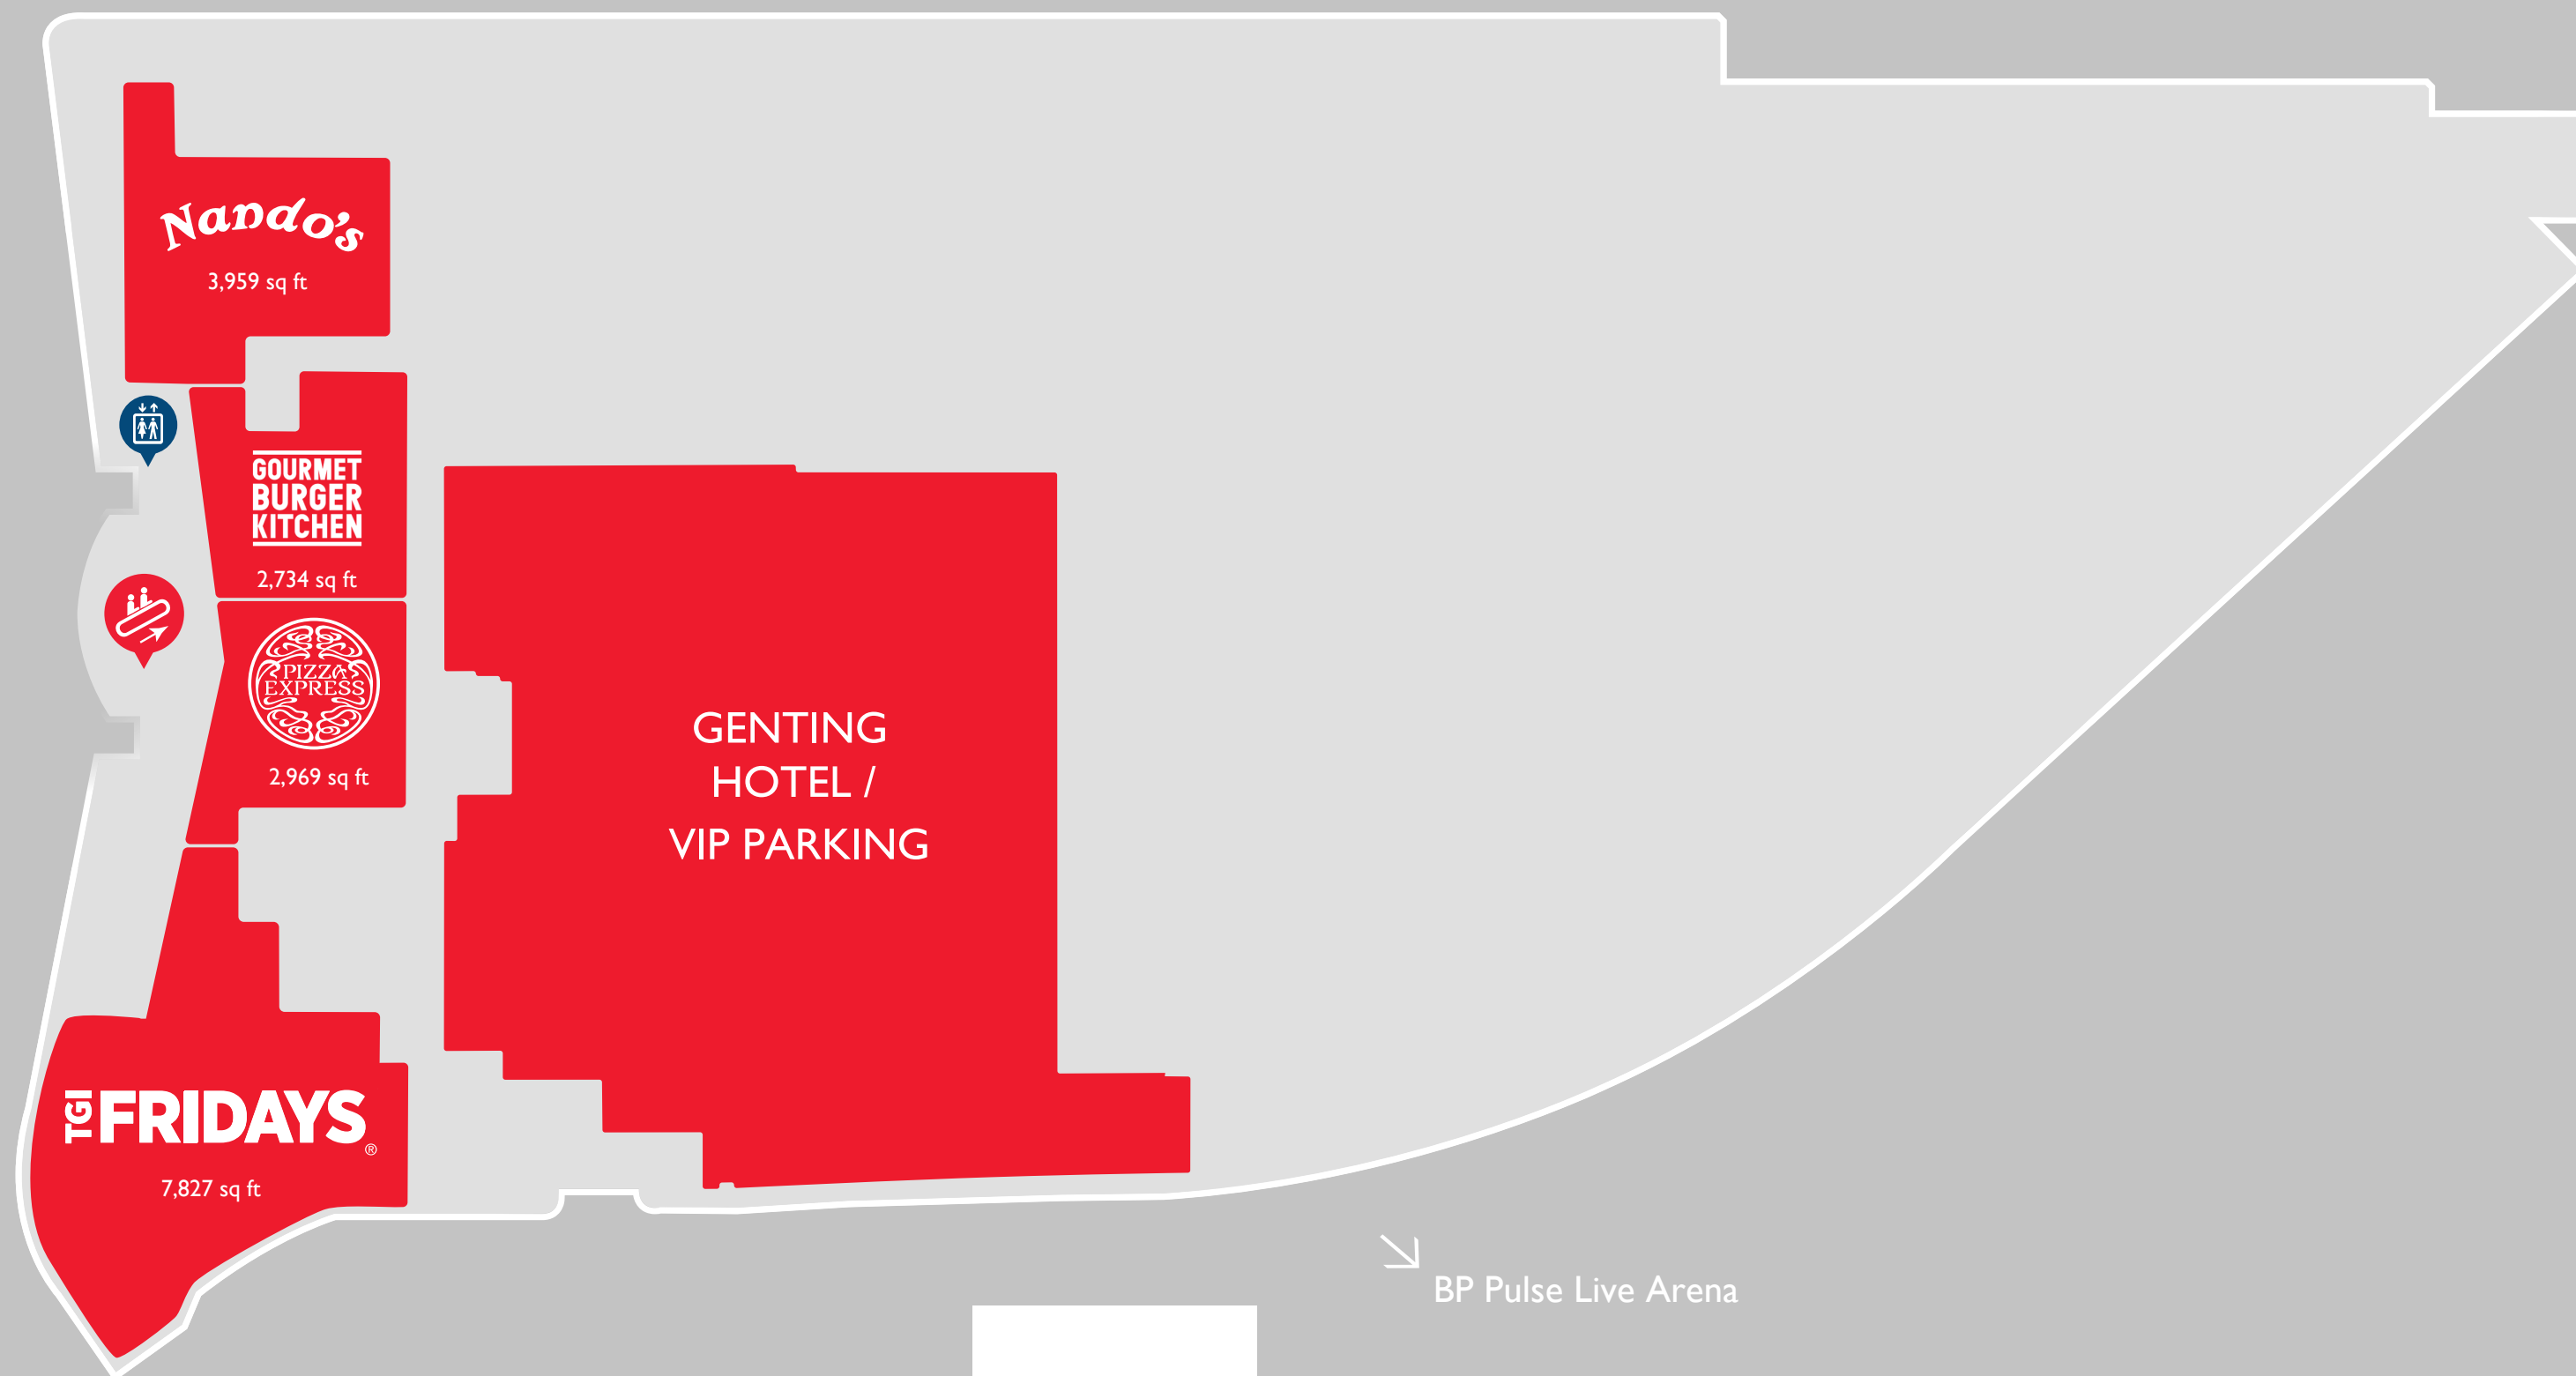 Nando's
3,959 sq ft
GOURMET
BURGER
KITCHEN
2,734 sq ft
PIZZA
EXPRESS
2,969 sq ft
GENTING
HOTEL /
VIP PARKING
TGI FRIDAYS®
7,827 sq ft
BP Pulse Live Arena